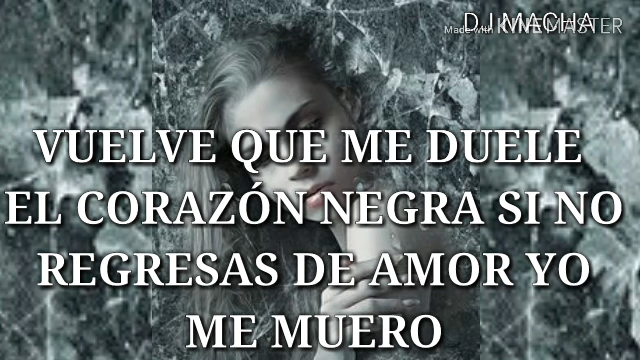 DJ MACHA
Made with KINEMASTER
VUELVE QUE ME DUELE
EL CORAZÓN NEGRA SI NO
REGRESAS DE AMOR YO
ME MUERO